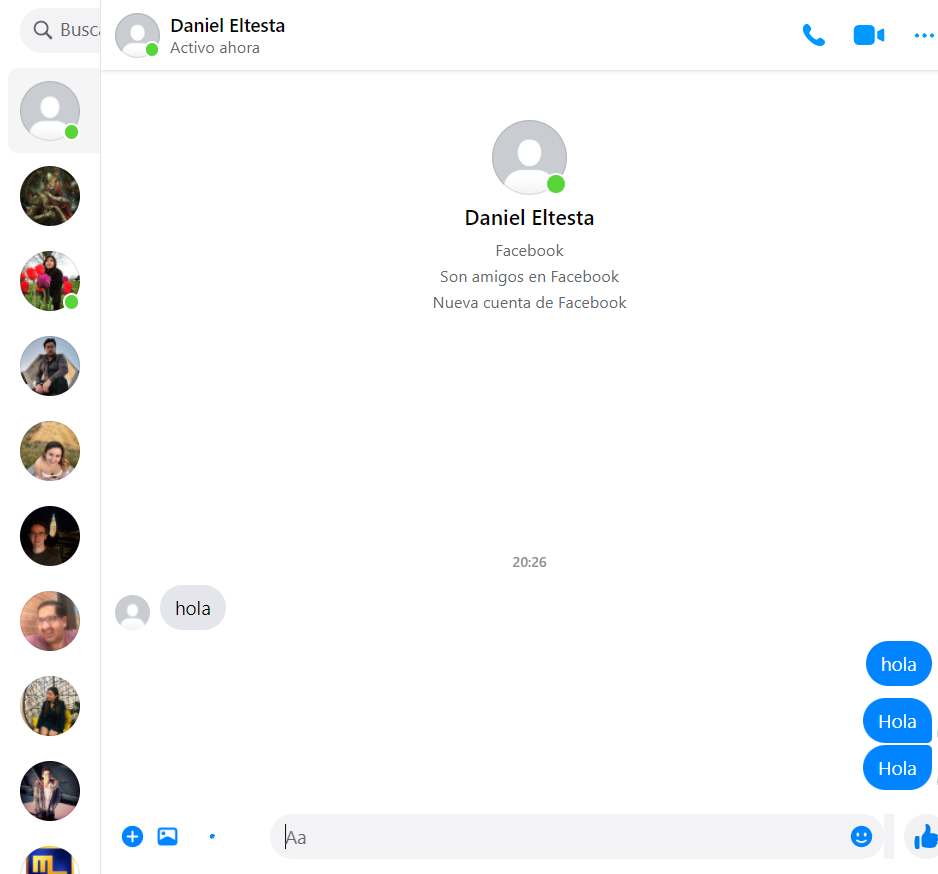 Busca
Daniel Eltesta
Activo ahora
Daniel Eltesta
Facebook
Son amigos en Facebook
Nueva cuenta de Facebook
20:26
hola
hola
Hola
Hola
Aa